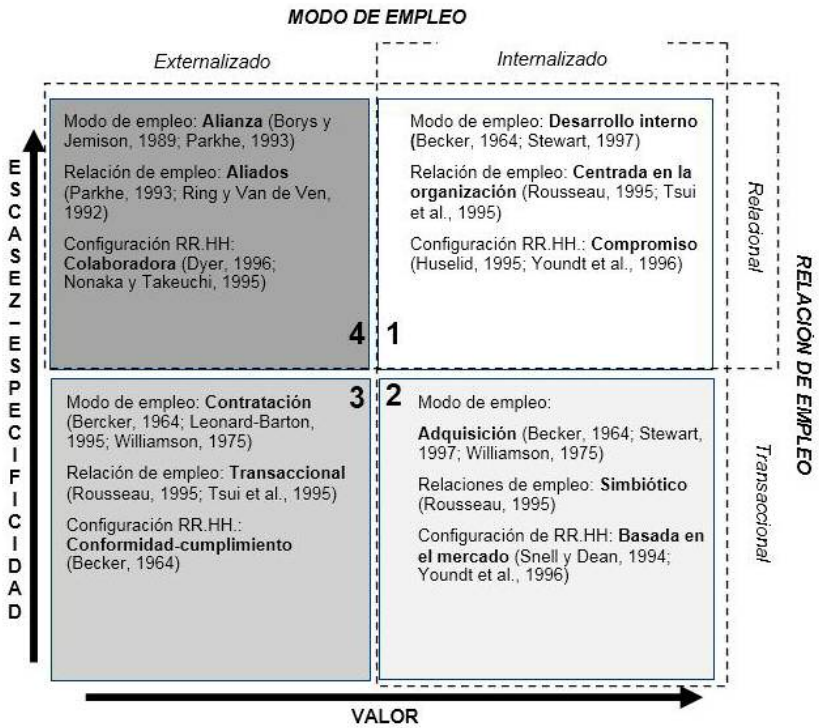 MODO DE EMPLEO
Externalizado
Internalizado
Modo de empleo: Alianza (Borys y
Jemison, 1989; Parkhe, 1993)
Relación de empleo: Aliados
(Parkhe, 1993; Ring y Van de Ven,
1992)
Configuración RR.HH:
Colaboradora (Dyer, 1996;
Nonaka y Takeuchi, 1995)
4
Modo de empleo: Desarrollo interno
(Becker, 1964; Stewart, 1997)
Relación de empleo: Centrada en la
organización (Rousseau, 1995; Tsui
et al., 1995)
Configuración RR.HH.: Compromiso
(Huselid, 1995; Youndt et al., 1996)
1
Modo de empleo: Contratación
(Bercker, 1964; Leonard-Barton,
1995; Williamson, 1975)
Relación de empleo: Transaccional
(Rousseau, 1995; Tsui et al., 1995)
Configuración RR.HH.:
Conformidad-cumplimiento
(Becker, 1964)
3
2
Modo de empleo:
Adquisición (Becker, 1964; Stewart,
1997; Williamson, 1975)
Relaciones de empleo: Simbiótico
(Rousseau, 1995)
Configuración de RR.HH: Basada en
el mercado (Snell y Dean, 1994;
Youndt et al., 1996)
Relacional
Transaccional
RELACIÓN DE EMPLEO
ESCASEZ–ESPECIFICIDAD
VALOR